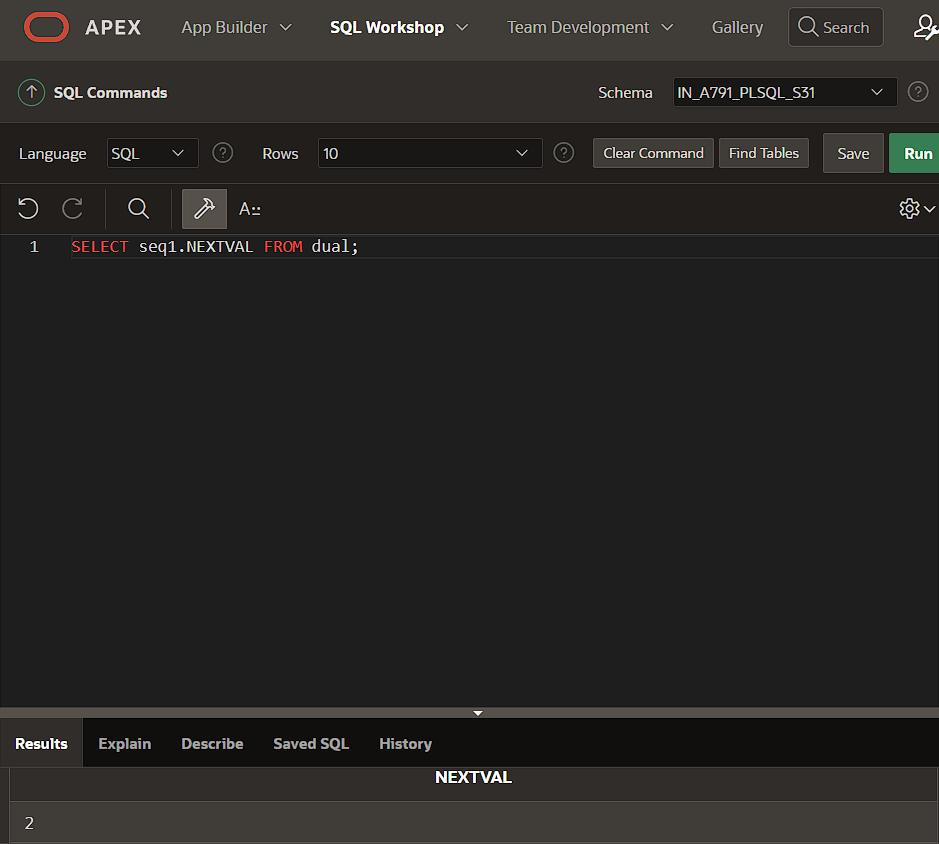 APEX App Builder SQL Workshop Team Development Gallery Search
SQL Commands Schema IN_A791_PLSQL_S31 ?
Language SQL ? Rows 10 ? Clear Command Find Tables Save Run
A::
1 SELECT seq1.NEXTVAL FROM dual;
Results Explain Describe Saved SQL History
NEXTVAL
2